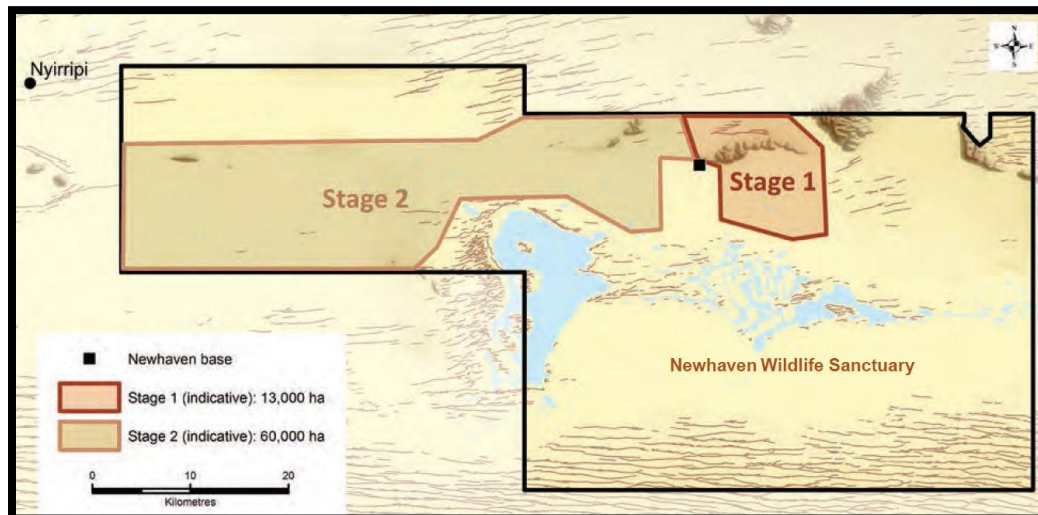 N
W E
S
Nyirripi
Stage 2
Stage 1
Newhaven Wildlife Sanctuary
Newhaven base
Stage 1 (indicative): 13,000 ha
Stage 2 (indicative): 60,000 ha
0 10 20
Kilometres